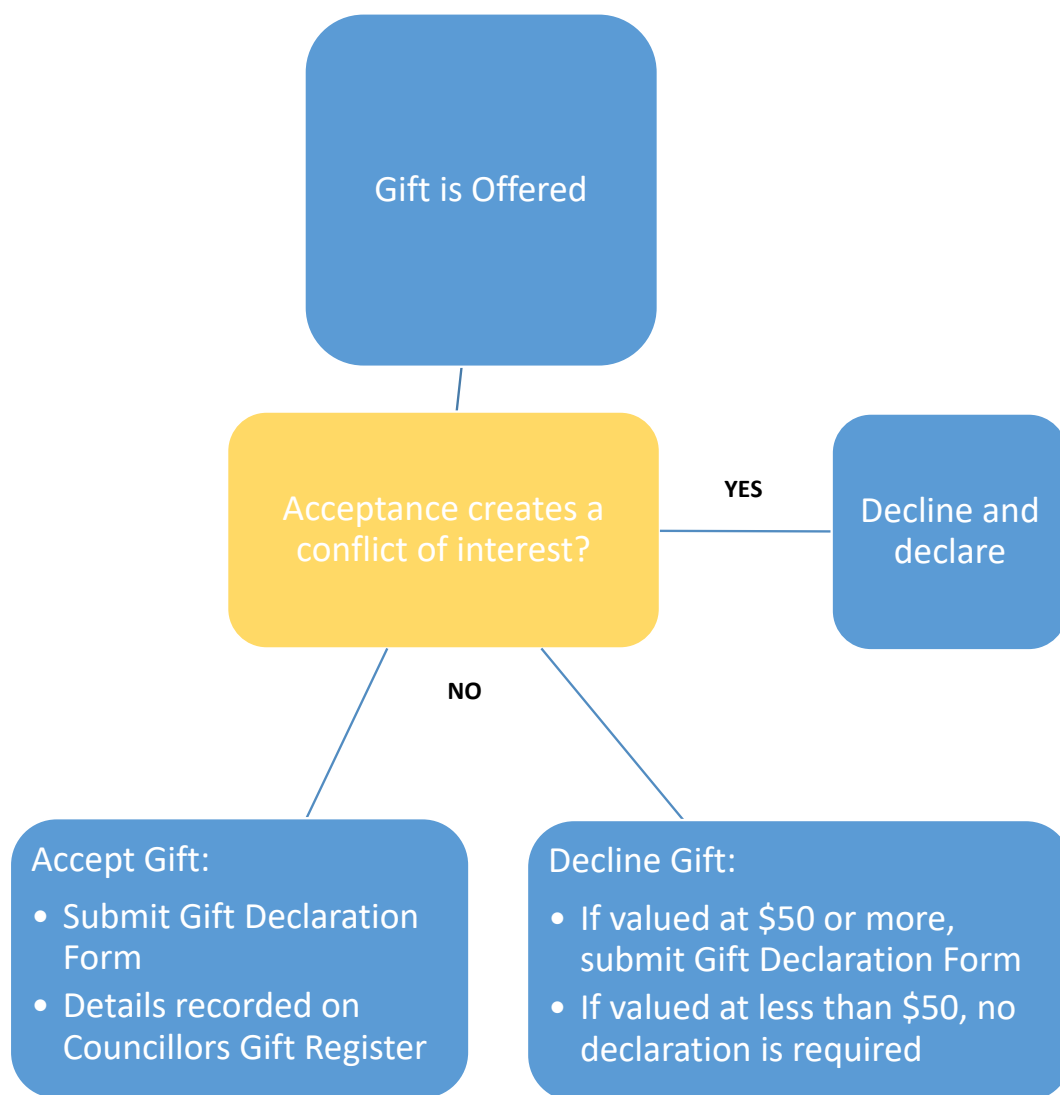 Gift is Offered
Acceptance creates a
conflict of interest?
YES
Decline and
declare
NO
Accept Gift:
• Submit Gift Declaration
Form
• Details recorded on
Councillors Gift Register
Decline Gift:
• If valued at $50 or more,
submit Gift Declaration Form
• If valued at less than $50, no
declaration is required